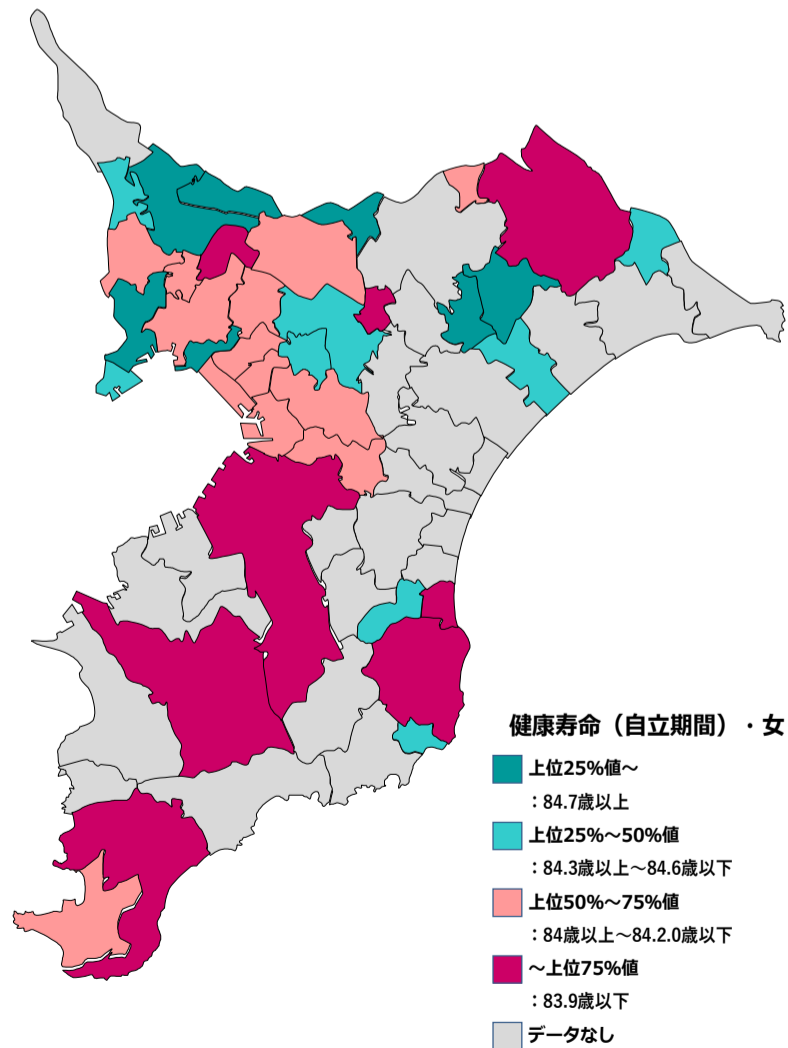 健康寿命（自立期間）・女
上位25%値～
：84.7歳以上
上位25%～50%値
：84.3歳以上～84.6歳以下
上位50%～75%値
：84歳以上～84.2.0歳以下
～上位75%値
：83.9歳以下
データなし